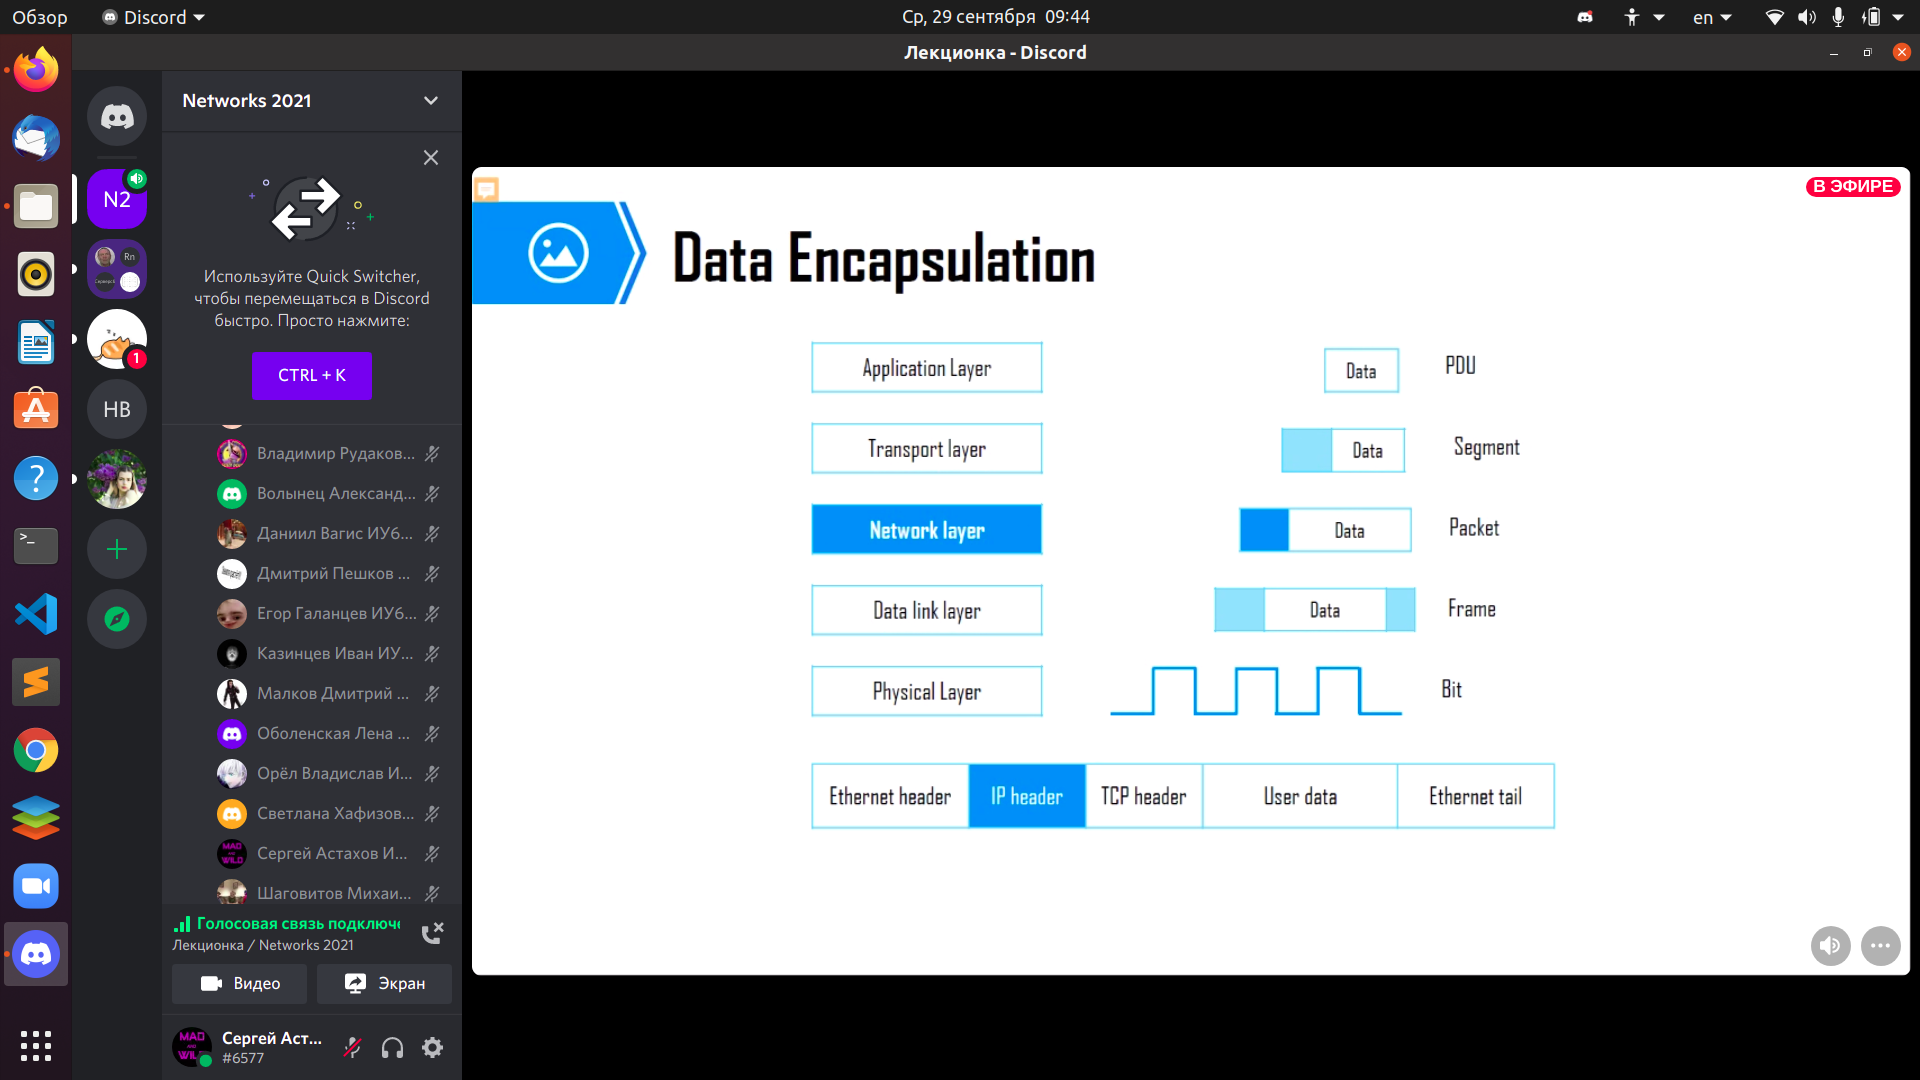 Обзор
Discord
Ср, 29 сентября 09:44
en
Лекционка - Discord
Networks 2021
N2
Rn
1
НВ
Используйте Quick Switcher,
чтобы перемещаться в Discord
быстро. Просто нажмите:
CTRL + K
Владимир Рудаков...
Волынец Александ...
Даниил Вагис ИУ6...
Дмитрий Пешков ...
Егор Галанцев ИУ6...
Казинцев Иван ИУ...
Малков Дмитрий ...
Оболенская Лена ...
Орёл Владислав И...
Светлана Хафизов...
Сергей Астахов И...
Шаговитов Михаи...
Голосовая связь подключе
Лекционка / Networks 2021
Видео
Экран
Сергей Аст...
#6577
В ЭФИРЕ
Data Encapsulation
Application Layer
Data
PDU
Transport layer
Data
Segment
Network layer
Data
Packet
Data link layer
Data
Frame
Physical Layer
Bit
Ethernet header
IP header
TCP header
User data
Ethernet tail